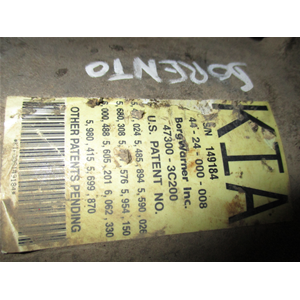 SORENTO
KIA
S/N 149184
44-24-000-008
BorgWarner Inc.
47300-3C200
U.S. PATENT NO.
,024 5,485,894 5,590,026
5,680,308 5, 576 5,954,150
6,000,488 5,605,201 6,062,330
5,980,415 5,699,870
OTHER PATENTS PENDING